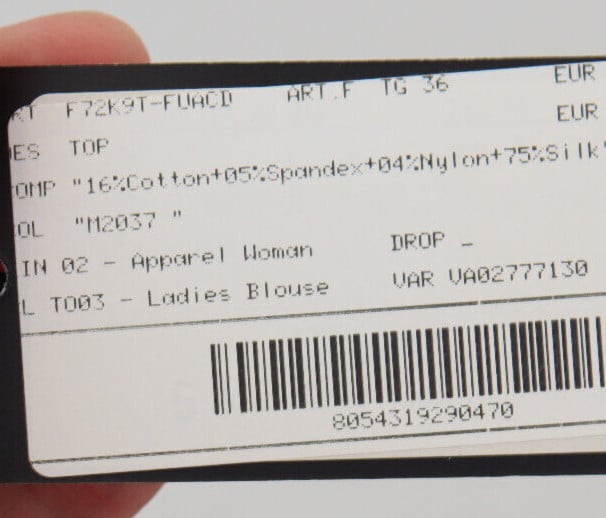 RT F72K9T-FUACD ART.F TG 36 EUR
EUR
ES TOP
OMP "16%Cotton+05%Spandex+04%Nylon+75%Silk"
OL "M2037 "
IN 02 - Apparel Woman DROP _
L TO03 - Ladies Blouse VAR VA02777130
8054319290470